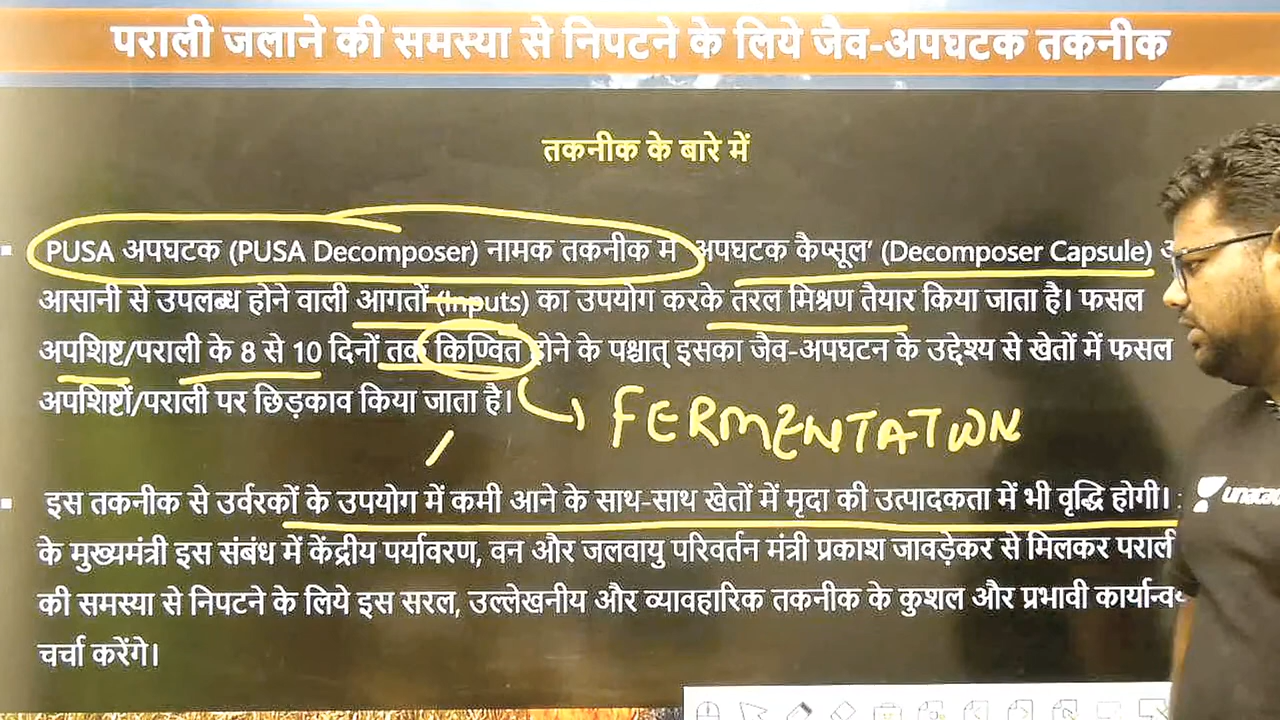 पराली जलाने की समस्या से निपटने के लिये जैव-अपघटक तकनीक
तकनीक के बारे में
PUSA अपघटक (PUSA Decomposer) नामक तकनीक में अपघटक कैप्सूल' (Decomposer Capsule)
आसानी से उपलब्ध होने वाली आगतों (Inputs) का उपयोग करके तरल मिश्रण तैयार किया जाता है। फसल
अपशिष्ट/पराली के 8 से 10 दिनों तक किण्वित होने के पश्चात् इसका जैव-अपघटन के उद्देश्य से खेतों में फसल
अपशिष्टों/पराली पर छिड़काव किया जाता है।
FERMENTATION
इस तकनीक से उर्वरकों के उपयोग में कमी आने के साथ-साथ खेतों में मृदा की उत्पादकता में भी वृद्धि होगी।
के मुख्यमंत्री इस संबंध में केंद्रीय पर्यावरण, वन और जलवायु परिवर्तन मंत्री प्रकाश जावड़ेकर से मिलकर
की समस्या से निपटने के लिये इस सरल, उल्लेखनीय और व्यावहारिक तकनीक के कुशल और प्रभावी
चर्चा करेंगे।